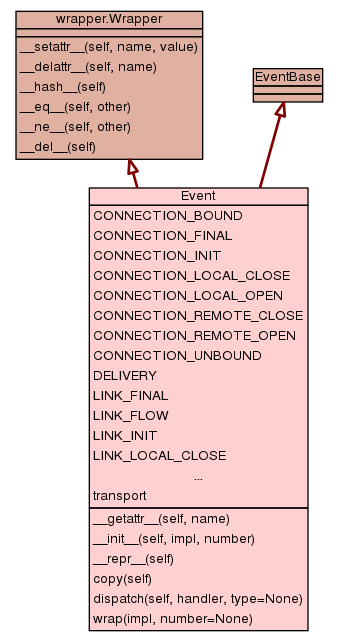 wrapper.Wrapper
__setattr__(self, name, value)
__delattr__(self, name)
__hash__(self)
__eq__(self, other)
__ne__(self, other)
__del__(self)
EventBase
Event
CONNECTION_BOUND
CONNECTION_FINAL
CONNECTION_INIT
CONNECTION_LOCAL_CLOSE
CONNECTION_LOCAL_OPEN
CONNECTION_REMOTE_CLOSE
CONNECTION_REMOTE_OPEN
CONNECTION_UNBOUND
DELIVERY
LINK_FINAL
LINK_FLOW
LINK_INIT
LINK_LOCAL_CLOSE
...
transport
__getattr__(self, name)
__init__(self, impl, number)
__repr__(self)
copy(self)
dispatch(self, handler, type=None)
wrap(impl, number=None)